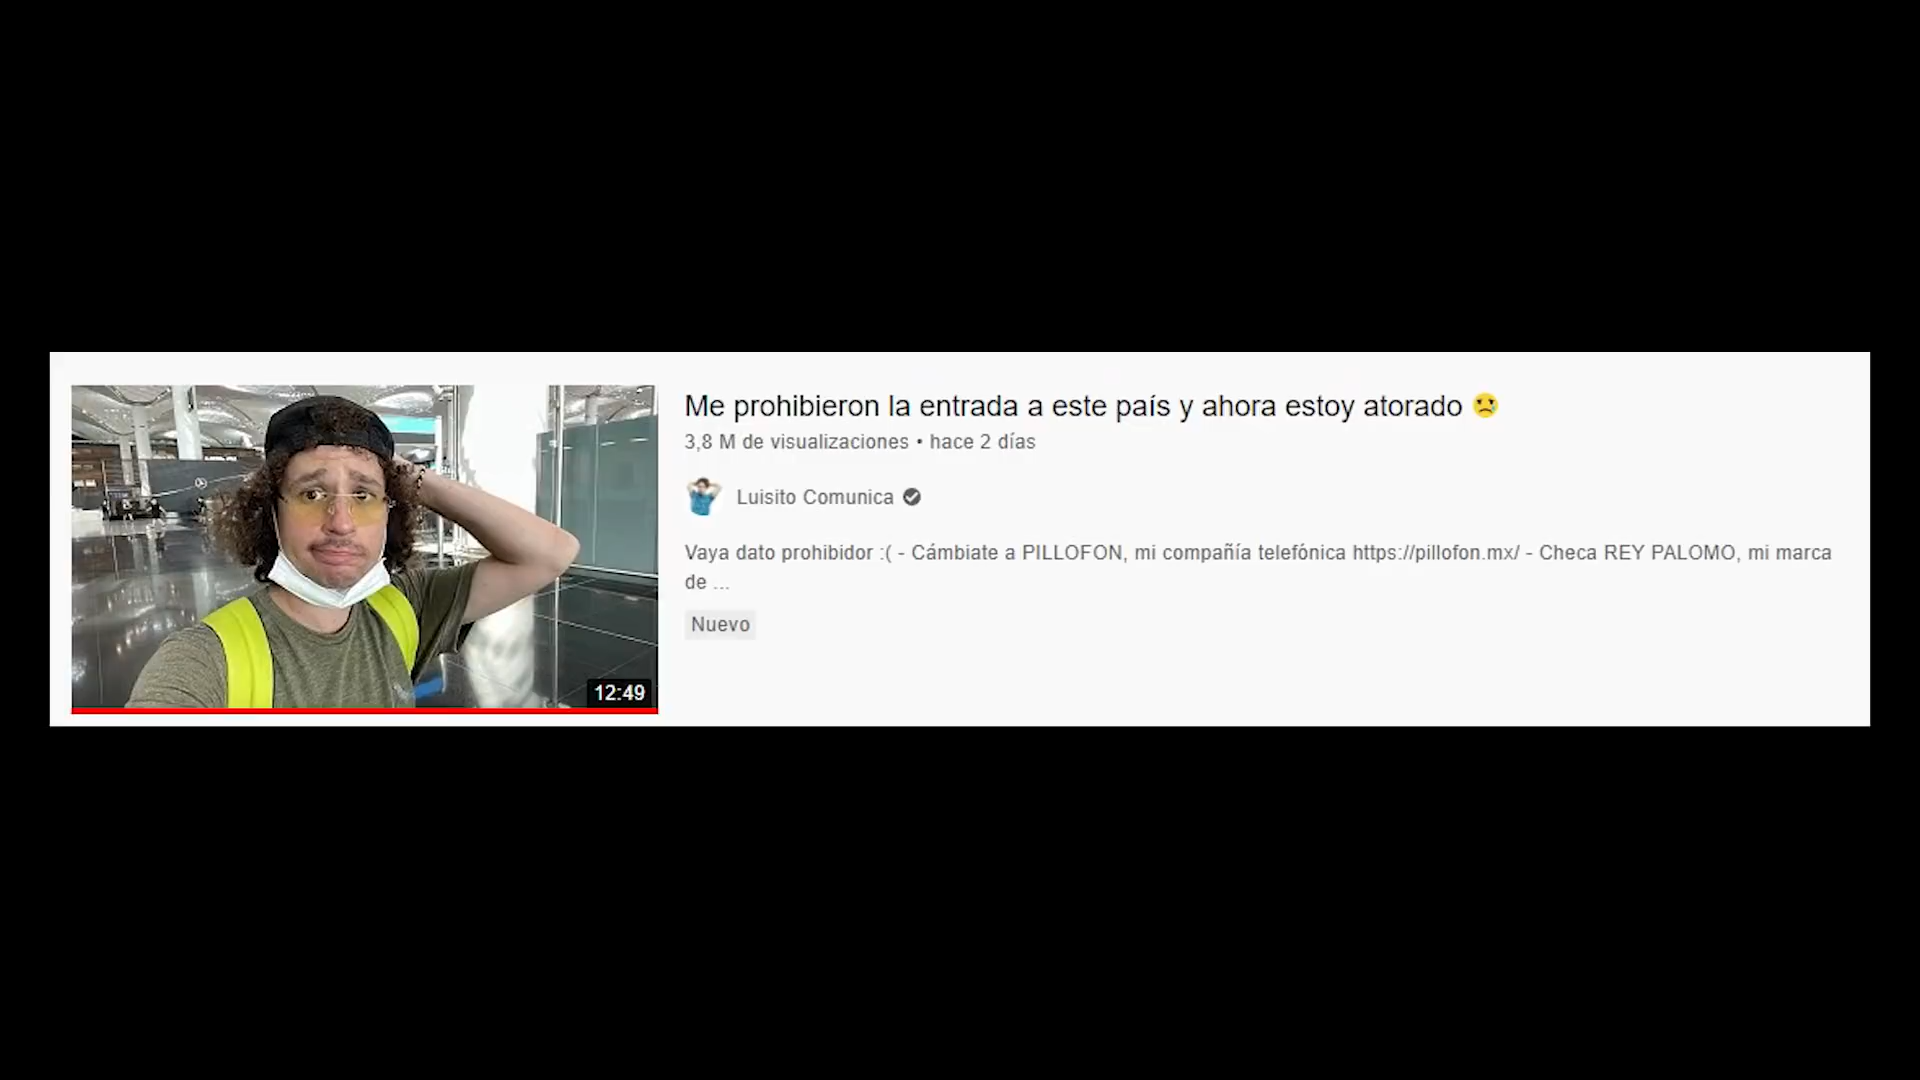 Me prohibieron la entrada a este país y ahora estoy atorado 😢
3,8 M de visualizaciones • hace 2 días
Luisito Comunica
Vaya dato prohibidor :( - Cámbiate a PILLOFON, mi compañía telefónica https://pillofon.mx/ - Checa REY PALOMO, mi marca
de ...
Nuevo
12:49